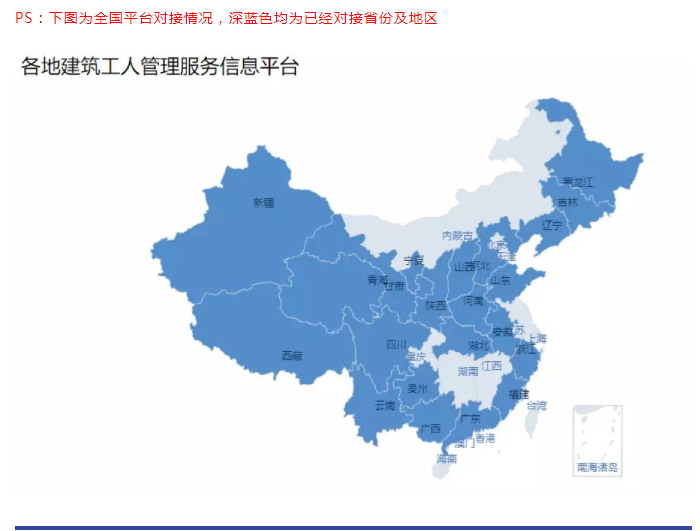 PS：下图为全国平台对接情况，深蓝色均为已经对接省份及地区
各地建筑工人管理服务信息平台
黑龙江
吉林
新疆
辽宁
内蒙古
北京
天津
宁夏
山西
河北
青海
甘肃
山东
陕西
河南
安徽
江苏
上海
四川
湖北
浙江
重庆
西藏
湖南
江西
贵州
福建
云南
台湾
广东
广西
香港
澳门
海南
南海诸岛